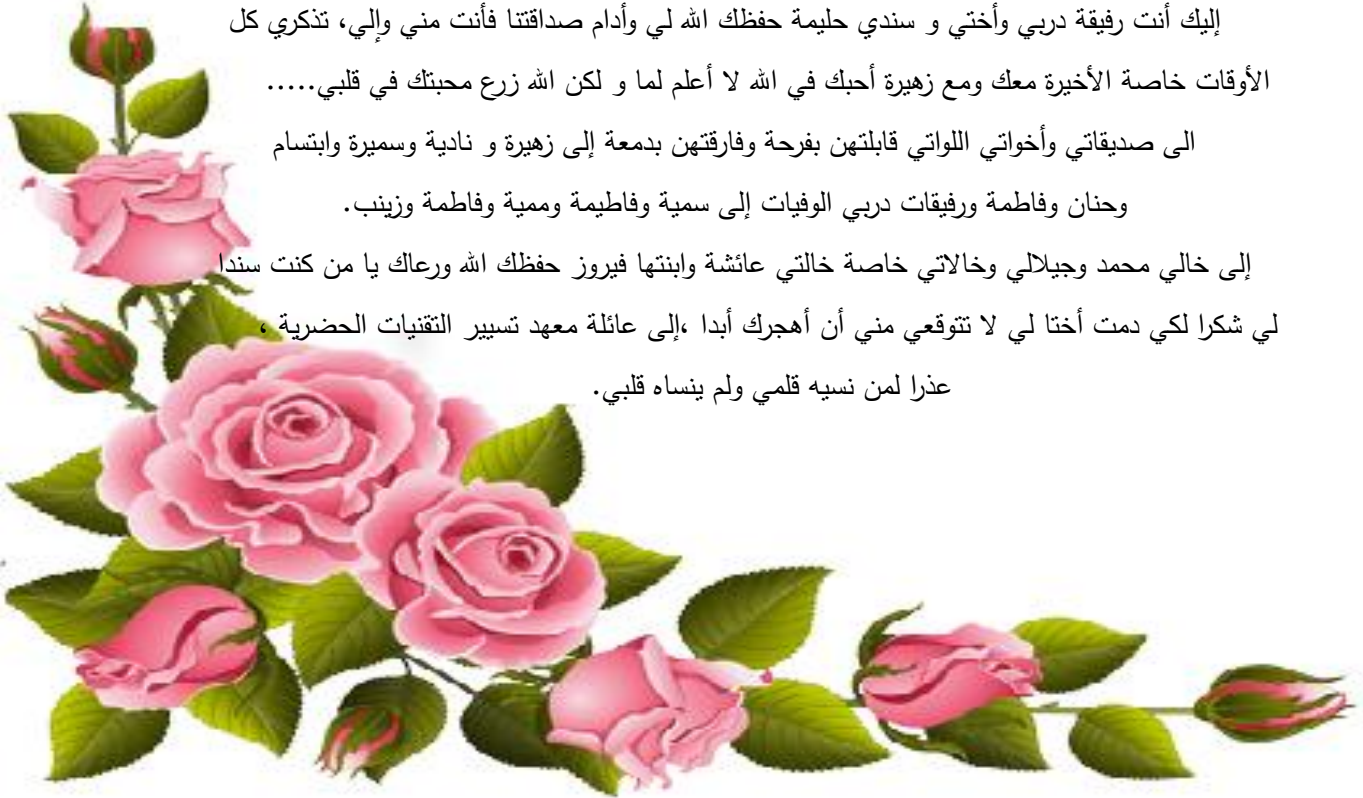 إليك أنت رفيقة دربي وأختي و سندي حليمة حفظك الله لي وأدام صداقتنا فأنت مني وإلي، تذكري كل
الأوقات خاصة الأخيرة معك ومع زهيرة أحبك في الله لا أعلم لما و لكن الله زرع محبتك في قلبي.....
الى صديقاتي وأخواتي اللواتي قابلتهن بفرحة وفارقتهن بدمعة إلى زهيرة و نادية وسميرة وابتسام
وحنان وفاطمة ورفيقات دربي الوفيات إلى سمية وفاطيمة وممية وفاطمة وزينب.
إلى خالي محمد وجيلالي وخالاتي خاصة خالتي عائشة وابنتها فيروز حفظك الله ورعاك يا من كنت سندا
لي شكرا لكي دمت أختا لي لا تتوقعي مني أن أهجرك أبدا ،إلى عائلة معهد تسيير التقنيات الحضرية ،
عذرا لمن نسيه قلمي ولم ينساه قلبي.